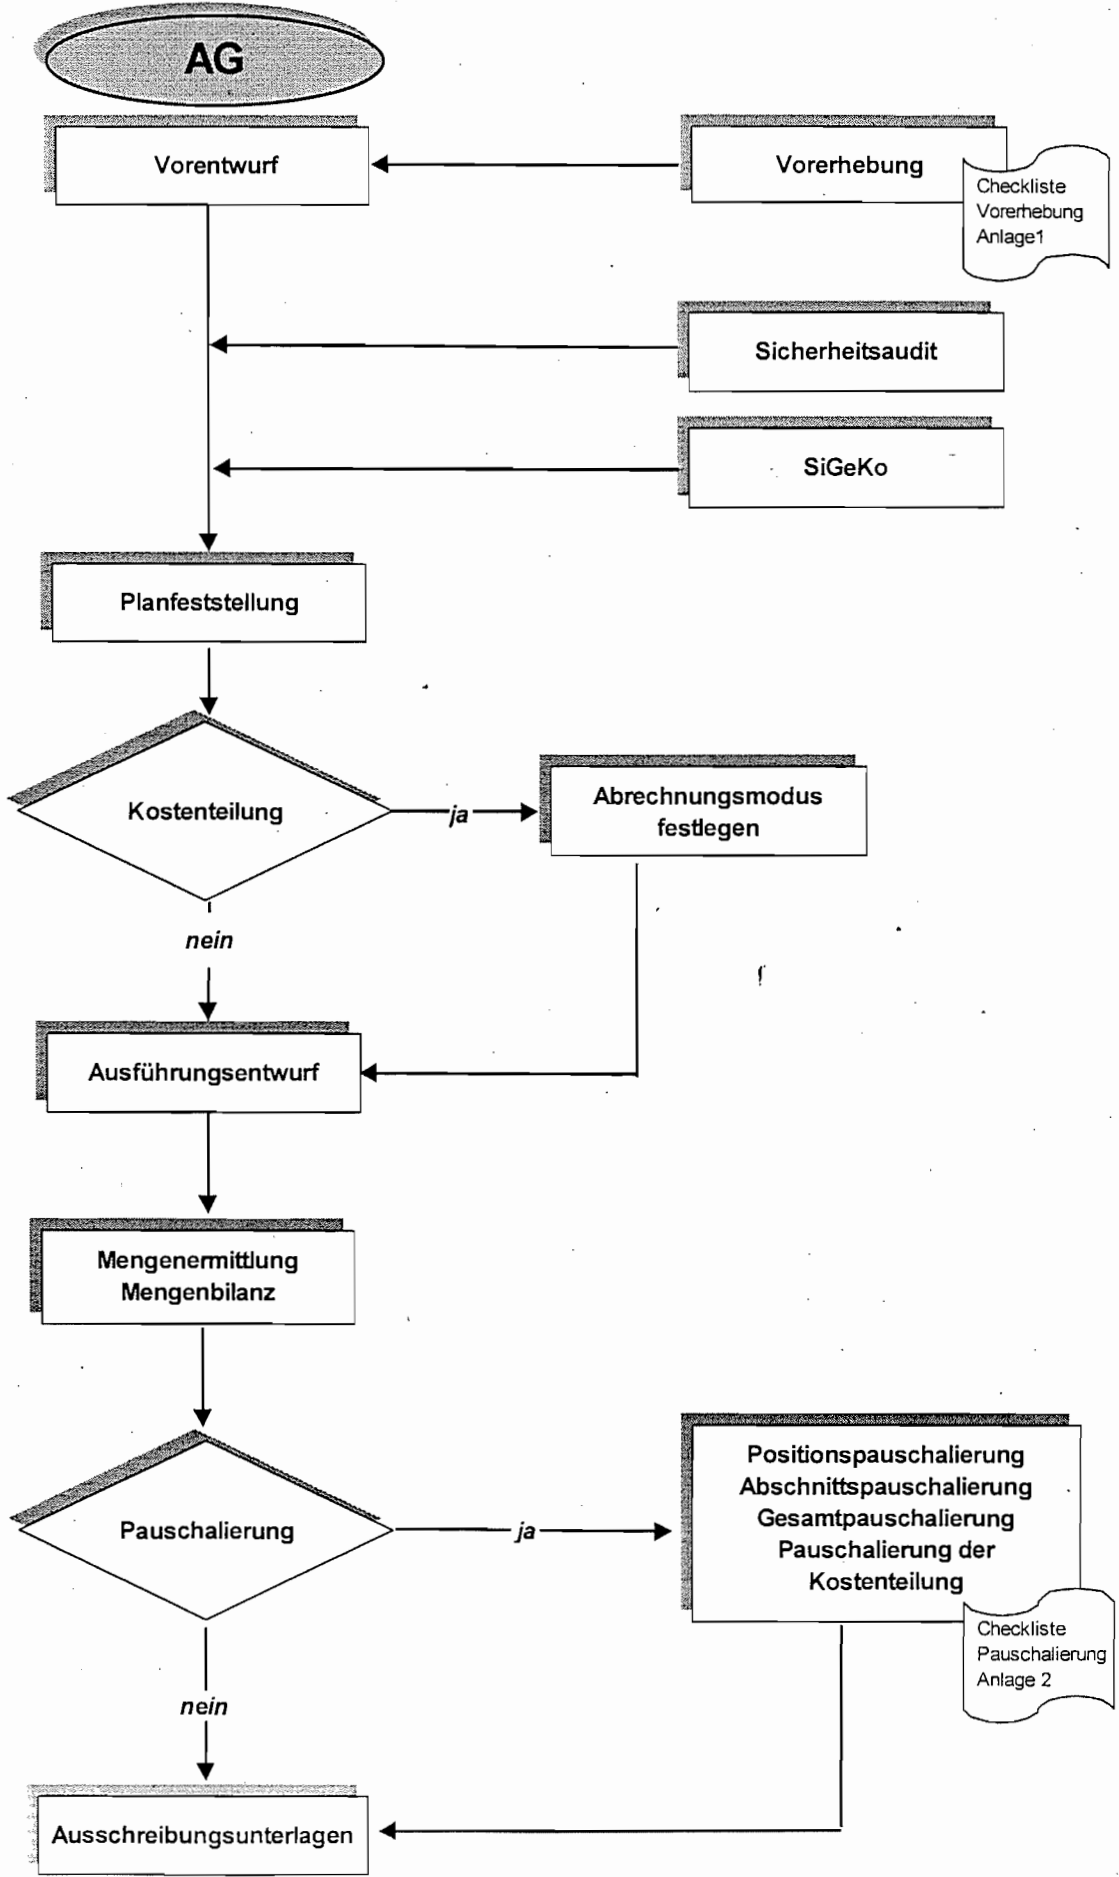 AG
Vorentwurf
Vorerhebung
Checkliste
Vorerhebung
Anlage1
Sicherheitsaudit
SiGeKo
Planfeststellung
Kostenteilung
ja
Abrechnungsmodus
festlegen
nein
Ausführungsentwurf
Mengenermittlung
Mengenbilanz
Pauschalierung
ja
Positionspauschalierung
Abschnittspauschalierung
Gesamtpauschalierung
Pauschalierung der
Kostenteilung
Checkliste
Pauschalierung
Anlage 2
nein
Ausschreibungsunterlagen